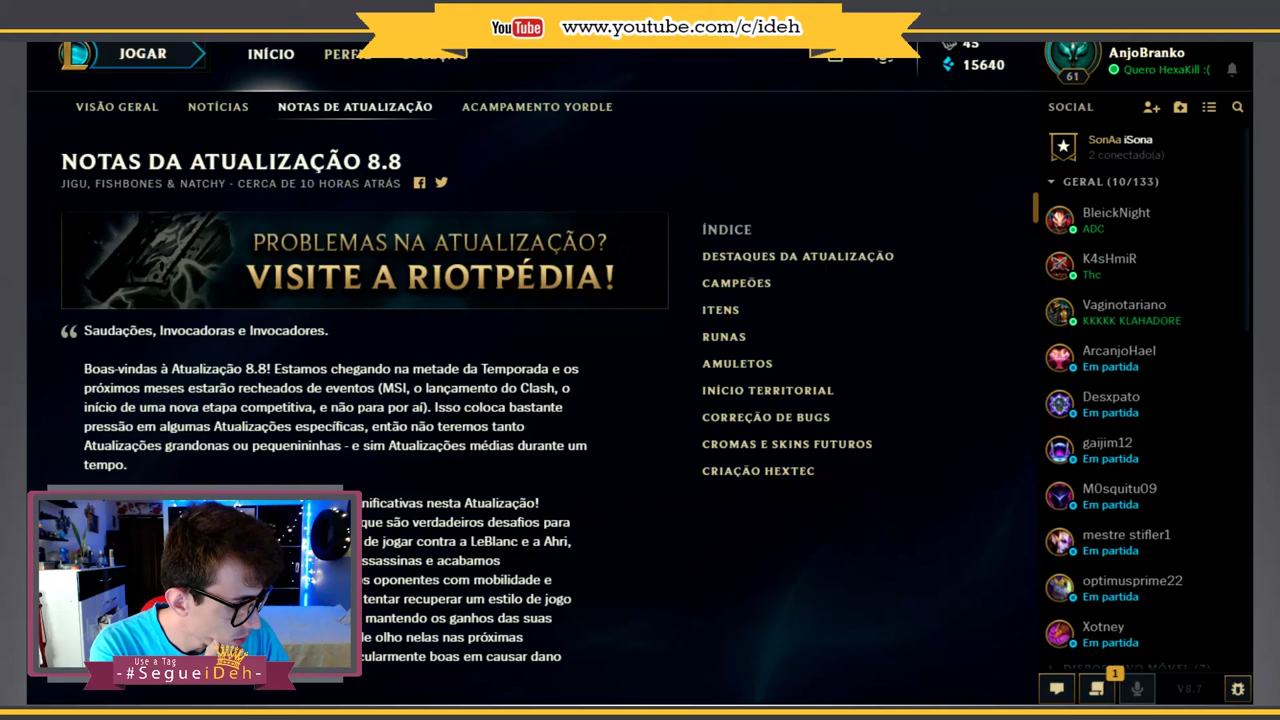 YouTube www.youtube.com/c/ideh
JOGAR
INÍCIO
45
15640
61
AnjoBranko
Quero HexaKill :(
VISÃO GERAL
NOTÍCIAS
NOTAS DE ATUALIZAÇÃO
ACAMPAMENTO YORDLE
NOTAS DA ATUALIZAÇÃO 8.8
JIGU, FISHBONES & NATCHY - CERCA DE 10 HORAS ATRÁS
PROBLEMAS NA ATUALIZAÇÃO?
VISITE A RIOTPÉDIA!
Saudações, Invocadoras e Invocadores.
Boas-vindas à Atualização 8.8! Estamos chegando na metade da Temporada e os
próximos meses estarão recheados de eventos (MSI, o lançamento do Clash, o
início de uma nova etapa competitiva, e não para por aí). Isso coloca bastante
pressão em algumas Atualizações específicas, então não teremos tanto
Atualizações grandonas ou pequenininhas - e sim Atualizações médias durante um
tempo.
nificativas nesta Atualização!
que são verdadeiros desafios para
de jogar contra a LeBlanc e a Ahri,
ssassinas e acabamos
os oponentes com mobilidade e
tentar recuperar um estilo de jogo
mantendo os ganhos das suas
de olho nelas nas próximas
cularmente boas em causar dano
Use a Tag
-#SegueiDeh-
ÍNDICE
DESTAQUES DA ATUALIZAÇÃO
CAMPEÕES
ITENS
RUNAS
AMULETOS
INÍCIO TERRITORIAL
CORREÇÃO DE BUGS
CROMAS E SKINS FUTUROS
CRIAÇÃO HEXTEC
SOCIAL
SonAa iSona
2 conectado(a)
GERAL (10/133)
BleickNight
ADC
K4sHmiR
Thc
Vaginotariano
KKKKK KLAHADORE
ArcanjoHael
Em partida
Desxpato
Em partida
gaijim12
Em partida
M0squitu09
Em partida
mestre stifler1
Em partida
optimusprime22
Em partida
Xotney
Em partida
1
V8.7